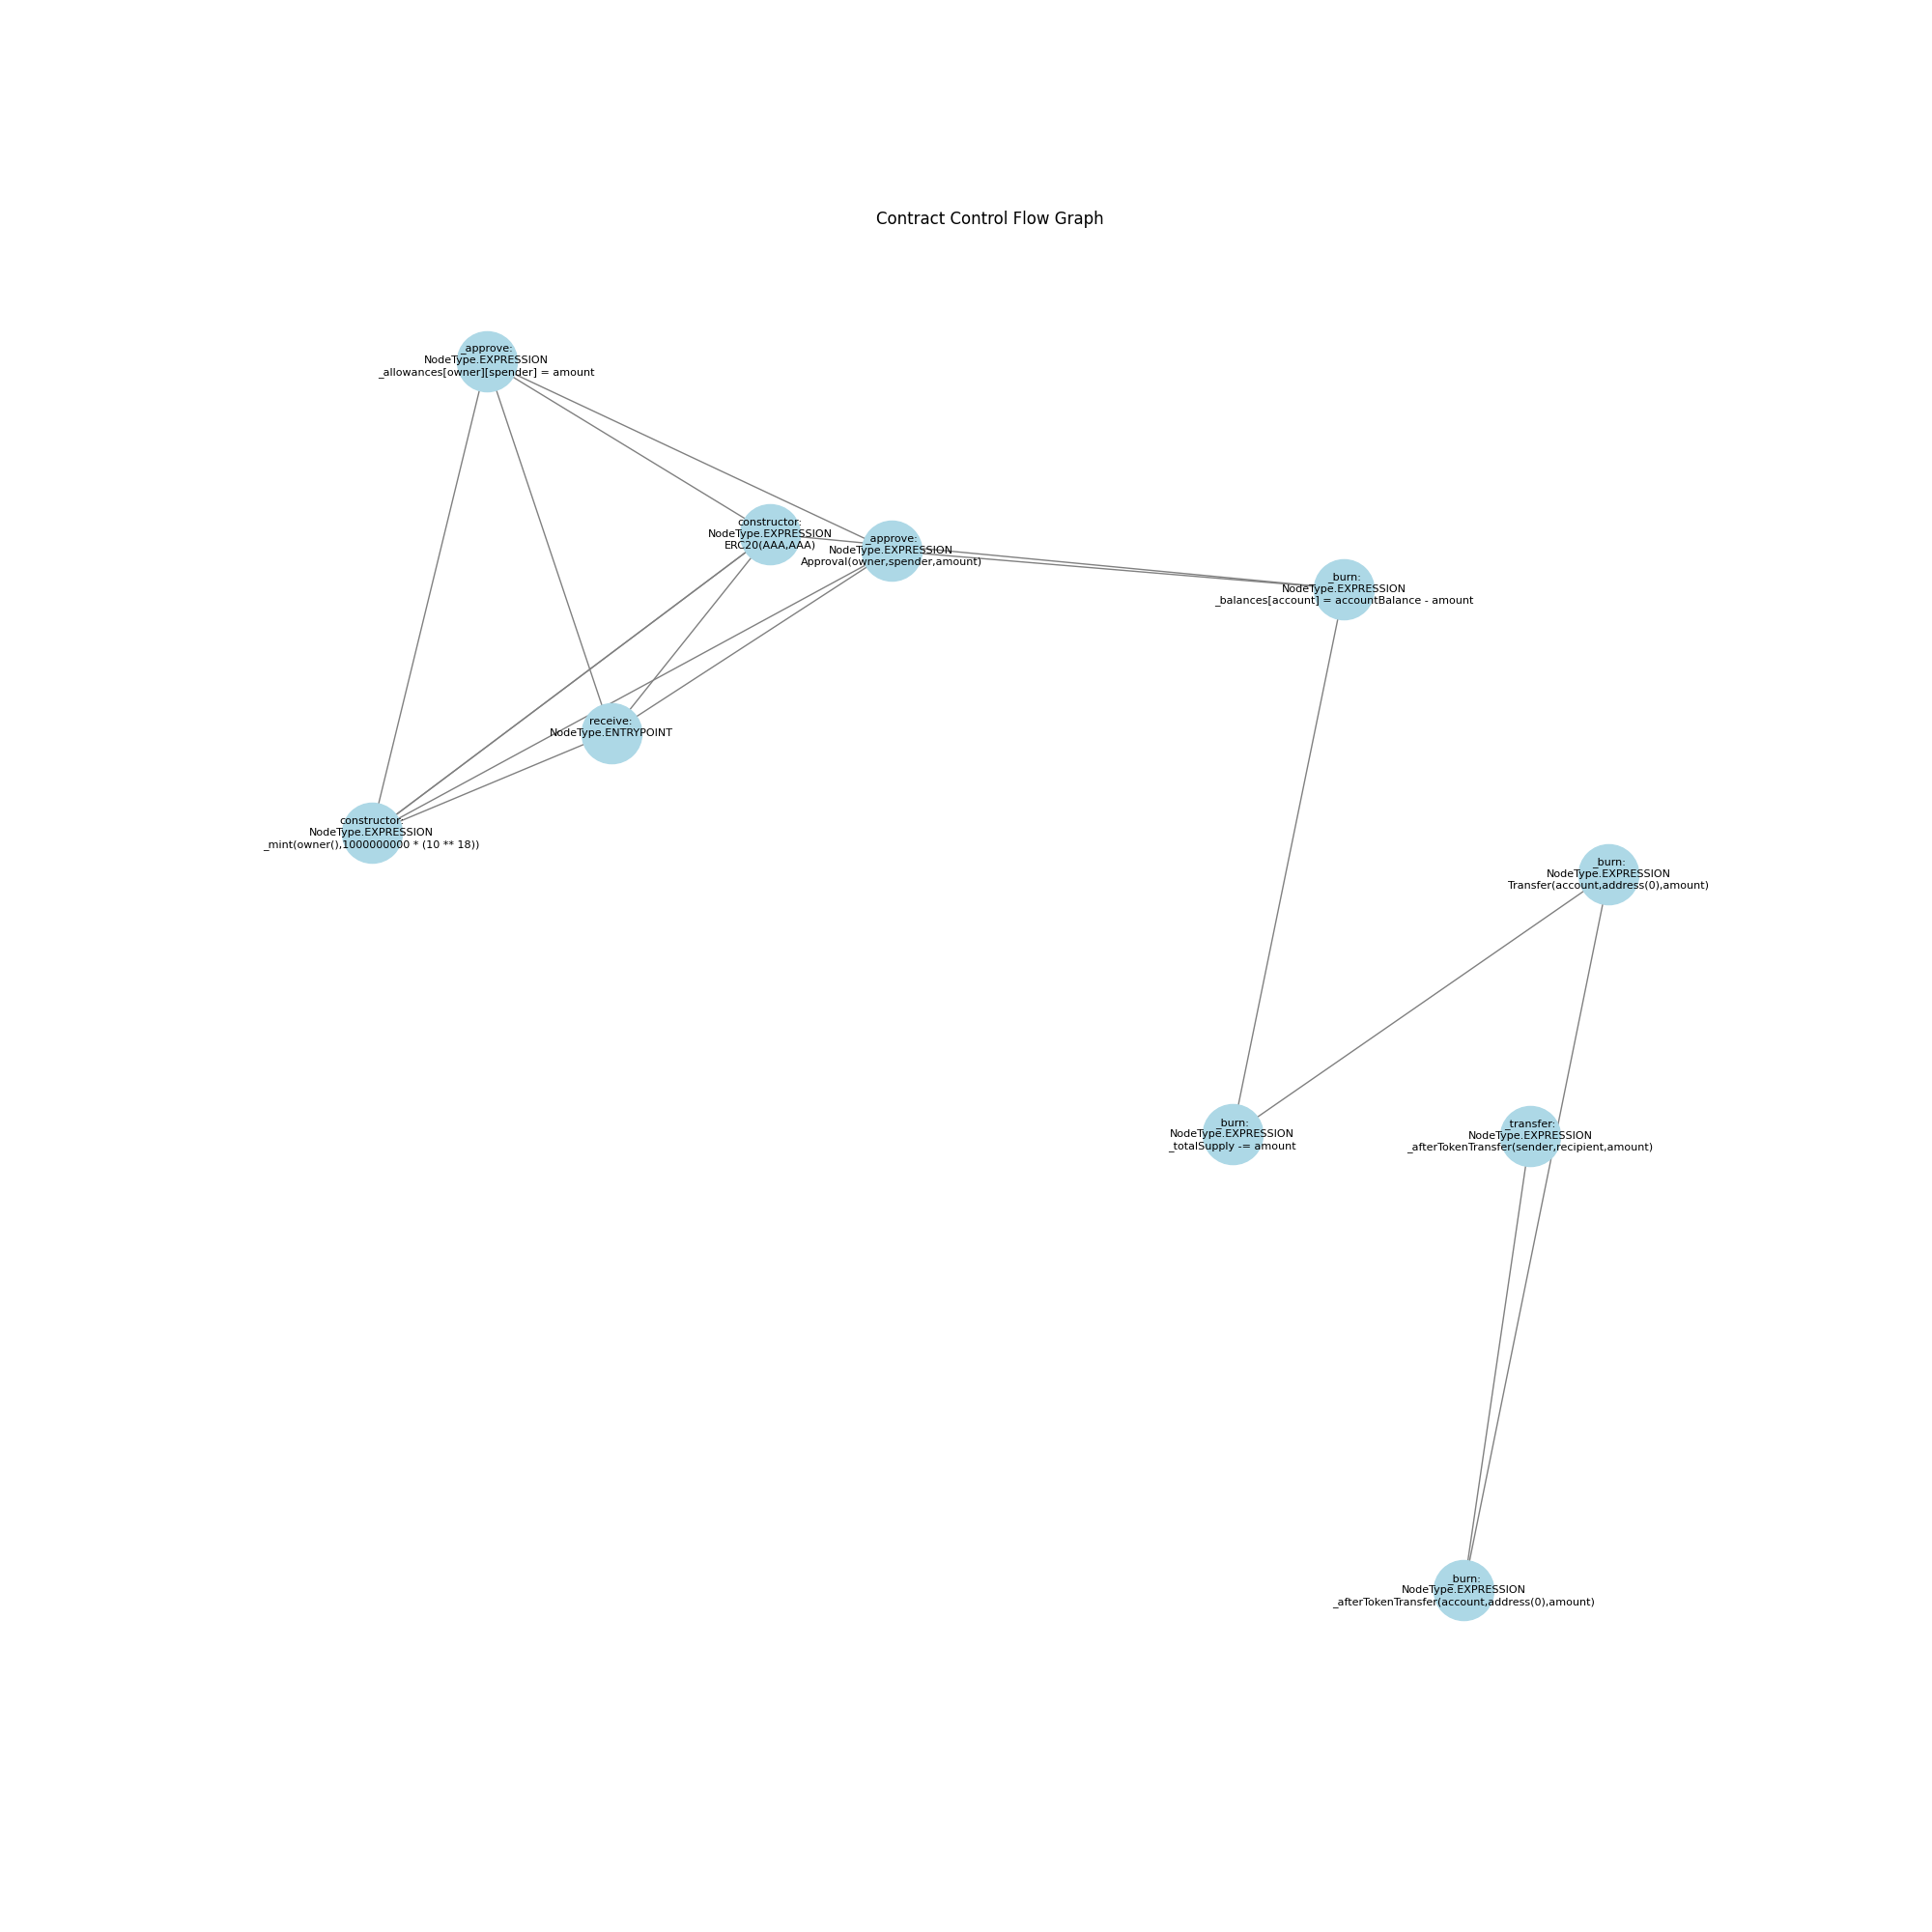 Contract Control Flow Graph
_approve:
NodeType.EXPRESSION
_allowances[owner][spender] = amount
constructor:
NodeType.EXPRESSION
ERC20(AAA,AAA)
_approve:
NodeType.EXPRESSION
Approval(owner,spender,amount)
_burn:
NodeType.EXPRESSION
_balances[account] = accountBalance - amount
receive:
NodeType.ENTRYPOINT
constructor:
NodeType.EXPRESSION
_mint(owner(),1000000000 * (10 ** 18))
_burn:
NodeType.EXPRESSION
Transfer(account,address(0),amount)
_burn:
NodeType.EXPRESSION
_totalSupply -= amount
_transfer:
NodeType.EXPRESSION
_afterTokenTransfer(sender,recipient,amount)
_burn:
NodeType.EXPRESSION
_afterTokenTransfer(account,address(0),amount)